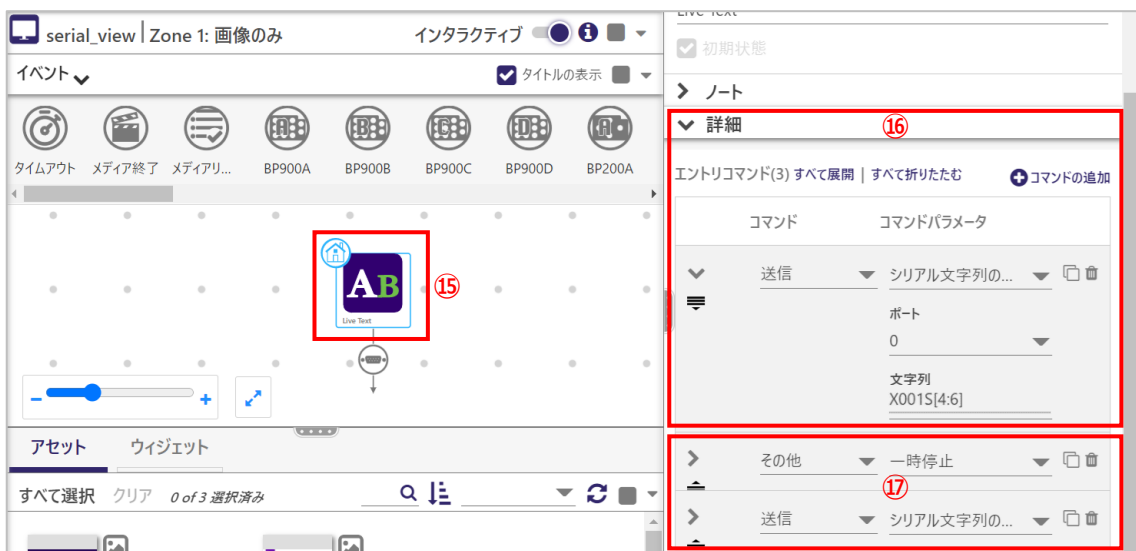 serial_view Zone 1: 画像のみ
インタラクティブ
イベント
タイトルの表示
タイムアウト
メディア終了
メディアリ...
BP900A
BP900B
BP900C
BP900D
BP200A
AB
Live Text
⑮
アセット
ウィジェット
すべて選択 クリア 0 of 3 選択済み
Live Text
初期状態
ノート
詳細
⑯
エントリコマンド(3) すべて展開 | すべて折りたたむ
コマンドの追加
コマンド
コマンドパラメータ
送信
シリアル文字列の...
ポート
0
文字列
X001S[4:6]
その他
一時停止
⑰
送信
シリアル文字列の...